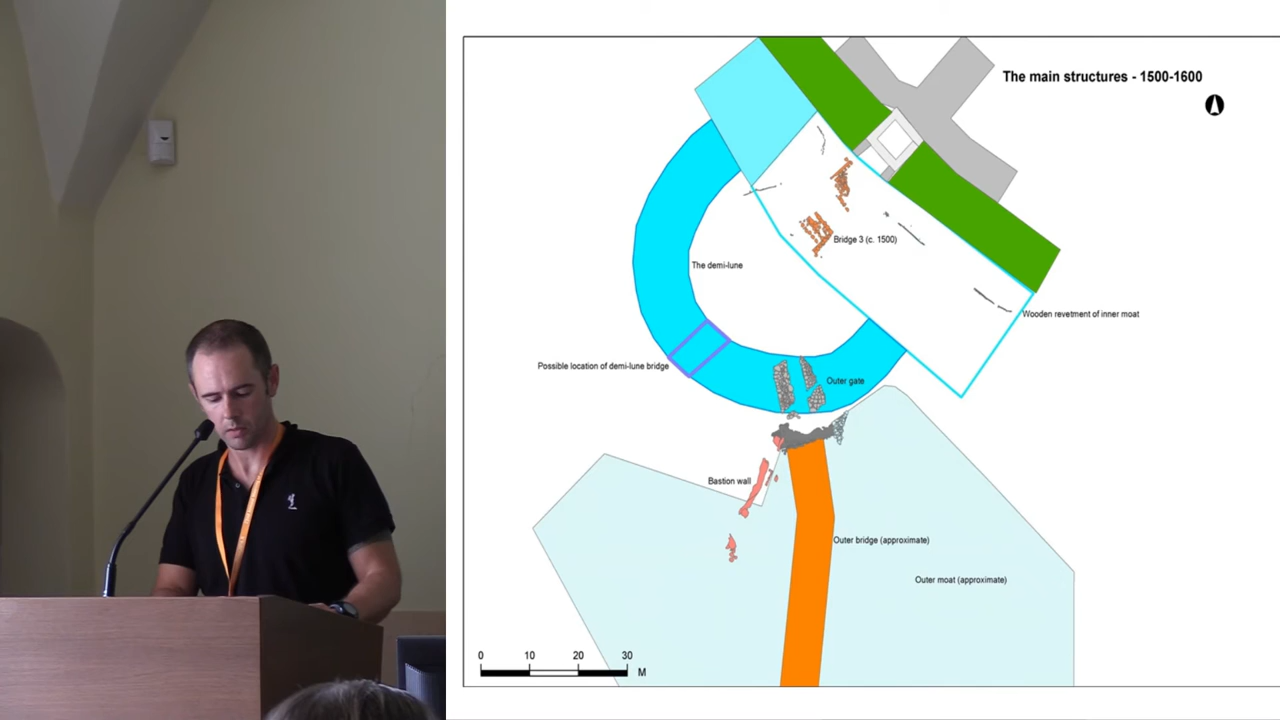 The main structures - 1500-1600
Bridge 3 (c. 1500)
The demi-lune
Wooden revetment of inner moat
Possible location of demi-lune bridge
Outer gate
Bastion wall
Outer bridge (approximate)
Outer moat (approximate)
0 10 20 30
M